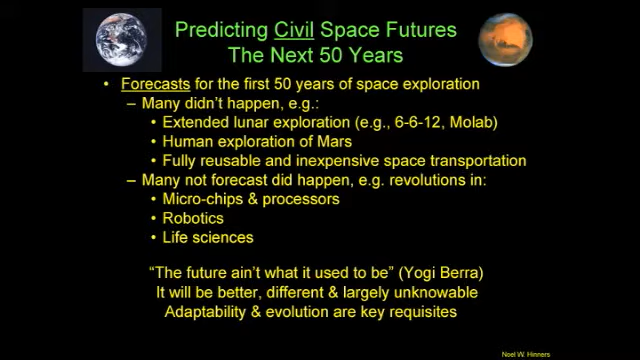 Predicting Civil Space Futures
The Next 50 Years
• Forecasts for the first 50 years of space exploration
– Many didn't happen, e.g.:
• Extended lunar exploration (e.g., 6-6-12, Molab)
• Human exploration of Mars
• Fully reusable and inexpensive space transportation
– Many not forecast did happen, e.g. revolutions in:
• Micro-chips & processors
• Robotics
• Life sciences
"The future ain't what it used to be" (Yogi Berra)
It will be better, different & largely unknowable
Adaptability & evolution are key requisites
Noel W. Hinners